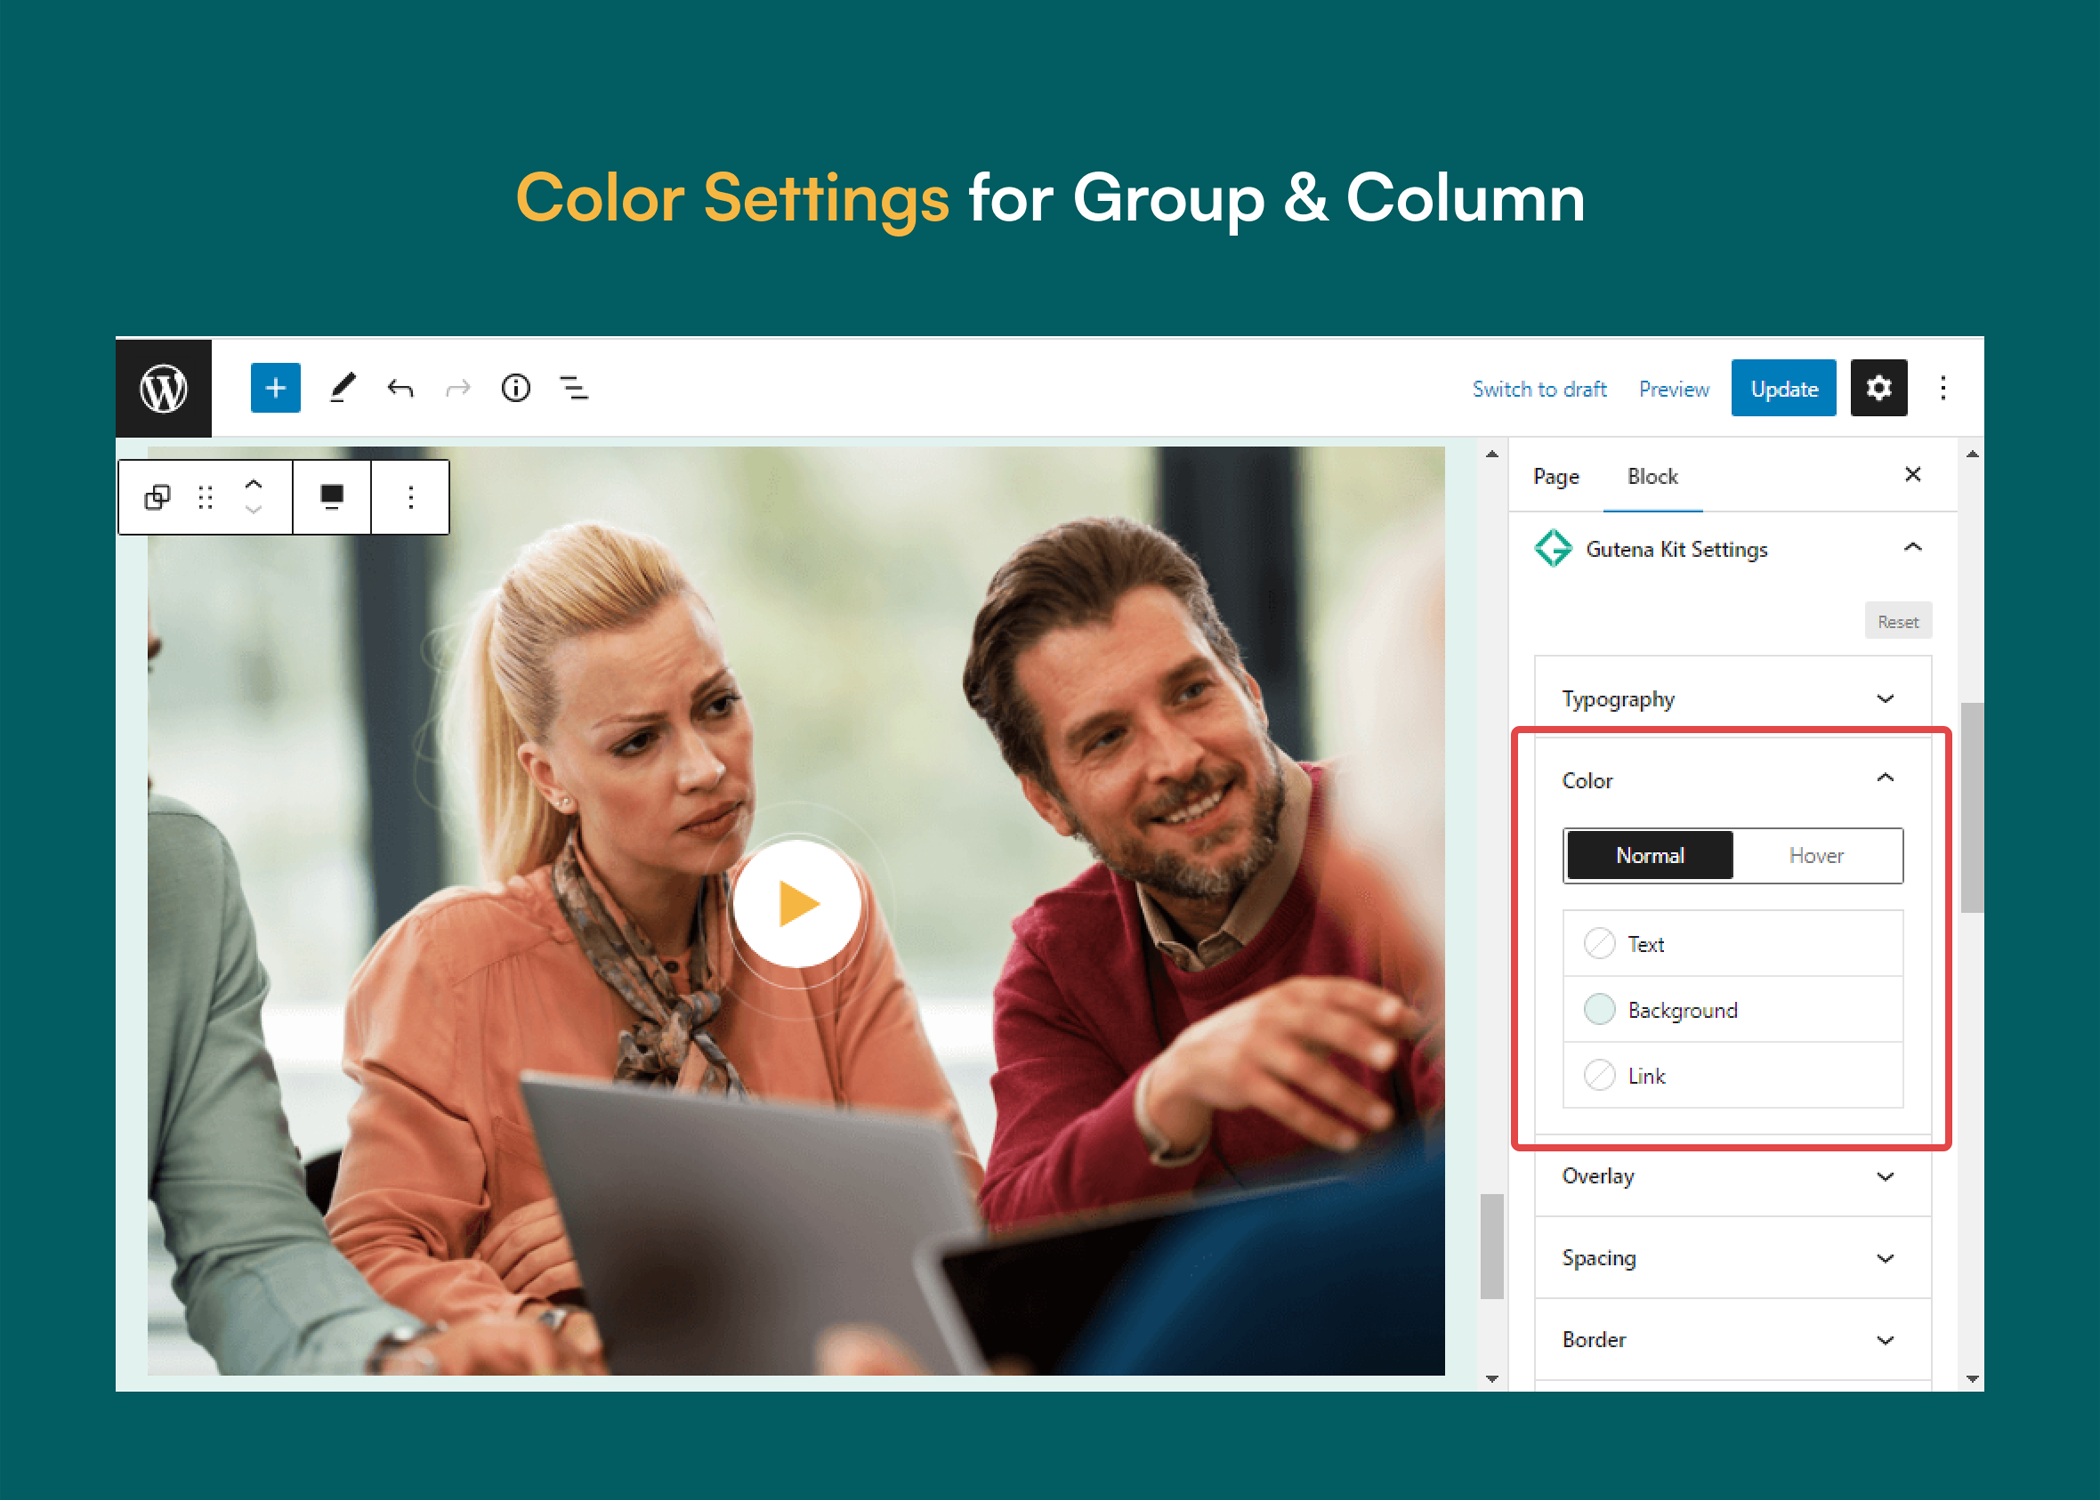 Color Settings for Group & Column
Switch to draft Preview Update
Page Block
Gutena Kit Settings
Reset
Typography
Color
Normal Hover
Text
Background
Link
Overlay
Spacing
Border